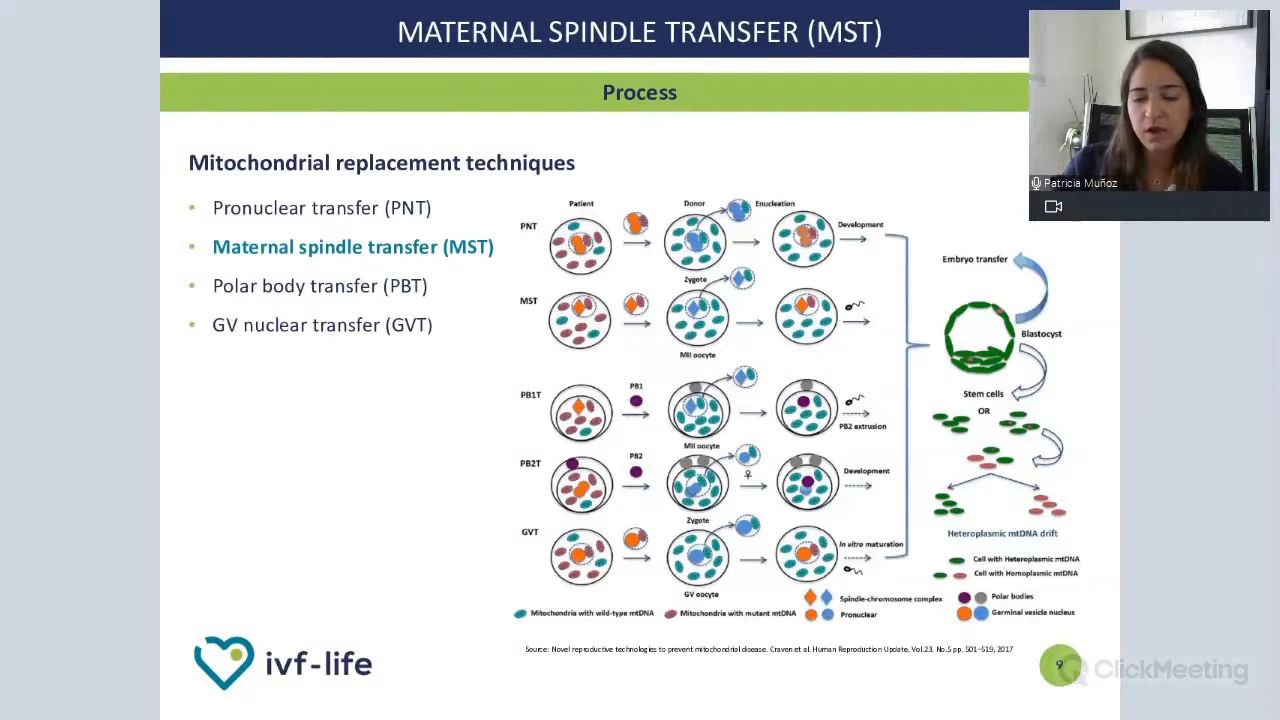 MATERNAL SPINDLE TRANSFER (MST)
Process
Patricia Muñoz
Mitochondrial replacement techniques
• Pronuclear transfer (PNT)
• Maternal spindle transfer (MST)
• Polar body transfer (PBT)
• GV nuclear transfer (GVT)
Patient
Donor
Enucleation
PNT
Development
Zygote
MST
MII oocyte
PB1T
PB1
PB2 extrusion
MII oocyte
PB2T
PB2
Development
Zygote
GVT
In vitro maturation
GV oocyte
Embryo transfer
Blastocyst
Stem cells
OR
Heteroplasmic mtDNA drift
Cell with Heteroplasmic mtDNA
Cell with Homoplasmic mtDNA
Mitochondria with wild-type mtDNA
Mitochondria with mutant mtDNA
Spindle-chromosome complex
Pronuclear
Polar bodies
Germinal vesicle nucleus
Source: Novel reproductive technologies to prevent mitochondrial disease. Craven et al. Human Reproduction Update, Vol.23, No.5 pp. 501–519, 2017
ivf-life
9
ClickMeeting